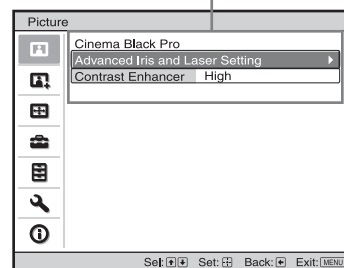 Picture
Cinema Black Pro
Advanced Iris and Laser Setting
Contrast Enhancer High
Sel: Set: Back: Exit: MENU